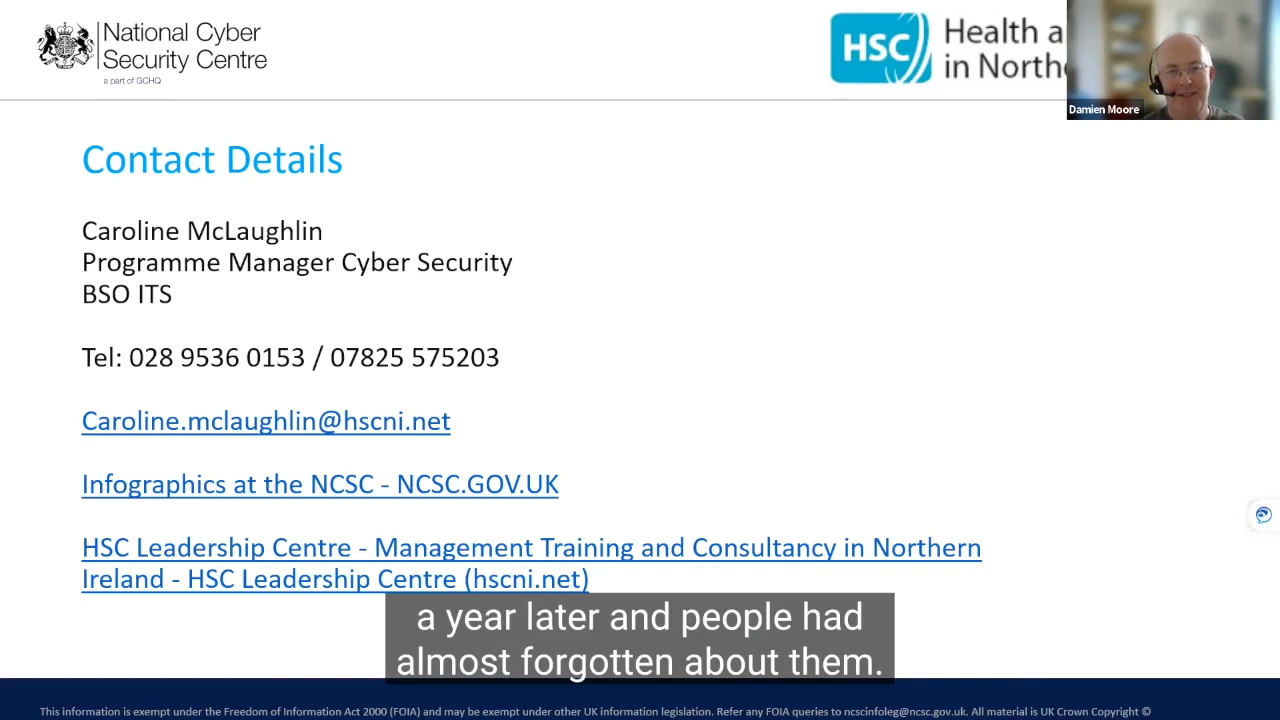 National Cyber
Security Centre
a part of GCHQ
HSC
Health a
in North
Damien Moore
Contact Details
Caroline McLaughlin
Programme Manager Cyber Security
BSO ITS
Tel: 028 9536 0153 / 07825 575203
Caroline.mclaughlin@hscni.net
Infographics at the NCSC - NCSC.GOV.UK
HSC Leadership Centre - Management Training and Consultancy in Northern
Ireland - HSC Leadership Centre (hscni.net)
a year later and people had
almost forgotten about them.
This information is exempt under the Freedom of Information Act 2000 (FOIA) and may be exempt under other UK information legislation. Refer any FOIA queries to ncscinfoleg@ncsc.gov.uk. All material is UK Crown Copyright ©